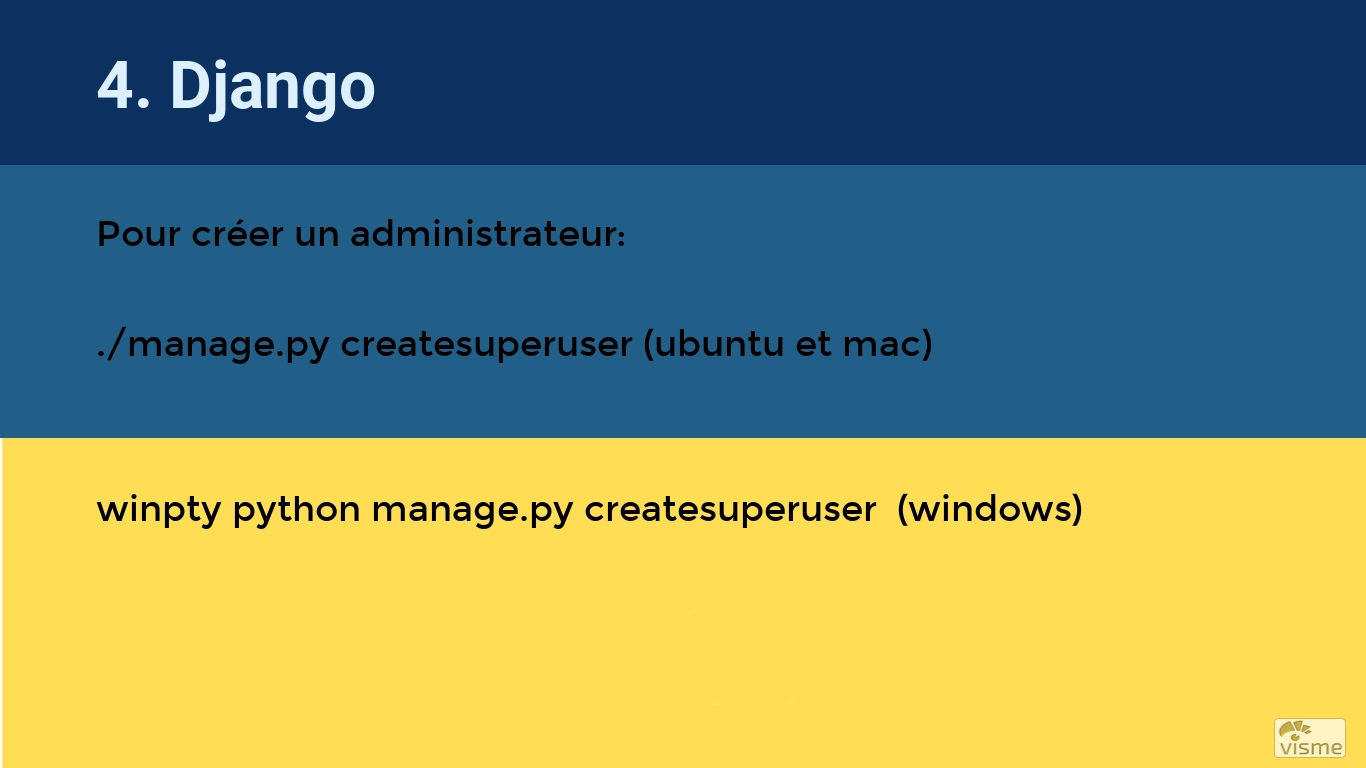 4. Django
Pour créer un administrateur:
./manage.py createsuperuser (ubuntu et mac)
winpty python manage.py createsuperuser  (windows)
visme